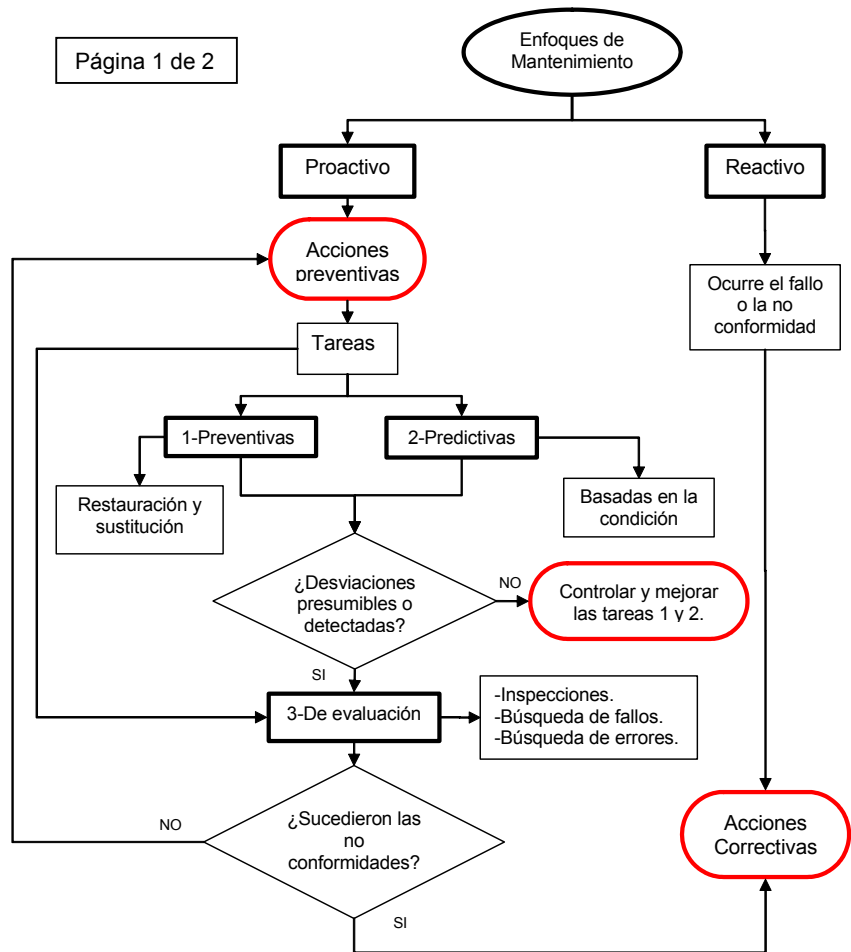 Página 1 de 2
Enfoques de
Mantenimiento
Proactivo
Reactivo
Acciones
preventivas
Ocurre el fallo
o la no
conformidad
Tareas
1-Preventivas
2-Predictivas
Restauración y
sustitución
Basadas en la
condición
¿Desviaciones
presumibles o
detectadas?
NO
Controlar y mejorar
las tareas 1 y 2.
SI
3-De evaluación
-Inspecciones.
-Búsqueda de fallos.
-Búsqueda de errores.
NO
¿Sucedieron las
no
conformidades?
Acciones
Correctivas
SI